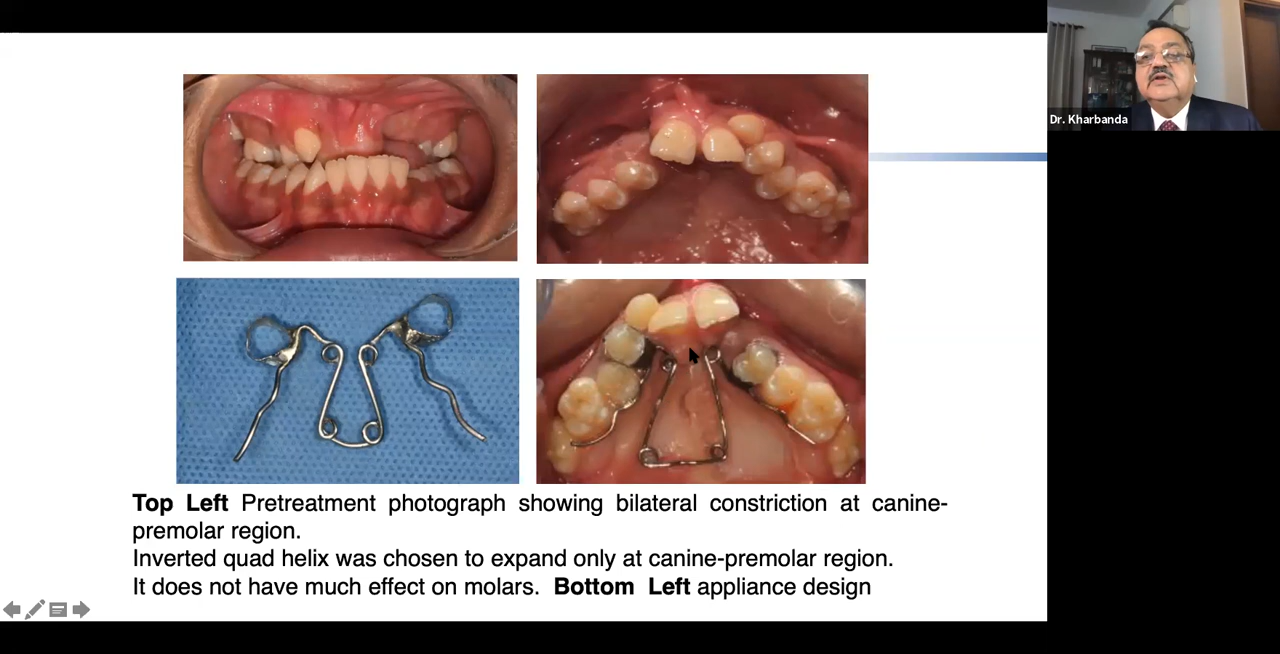 Dr. Kharbanda
Top Left Pretreatment photograph showing bilateral constriction at canine-
premolar region.
Inverted quad helix was chosen to expand only at canine-premolar region.
It does not have much effect on molars. Bottom Left appliance design